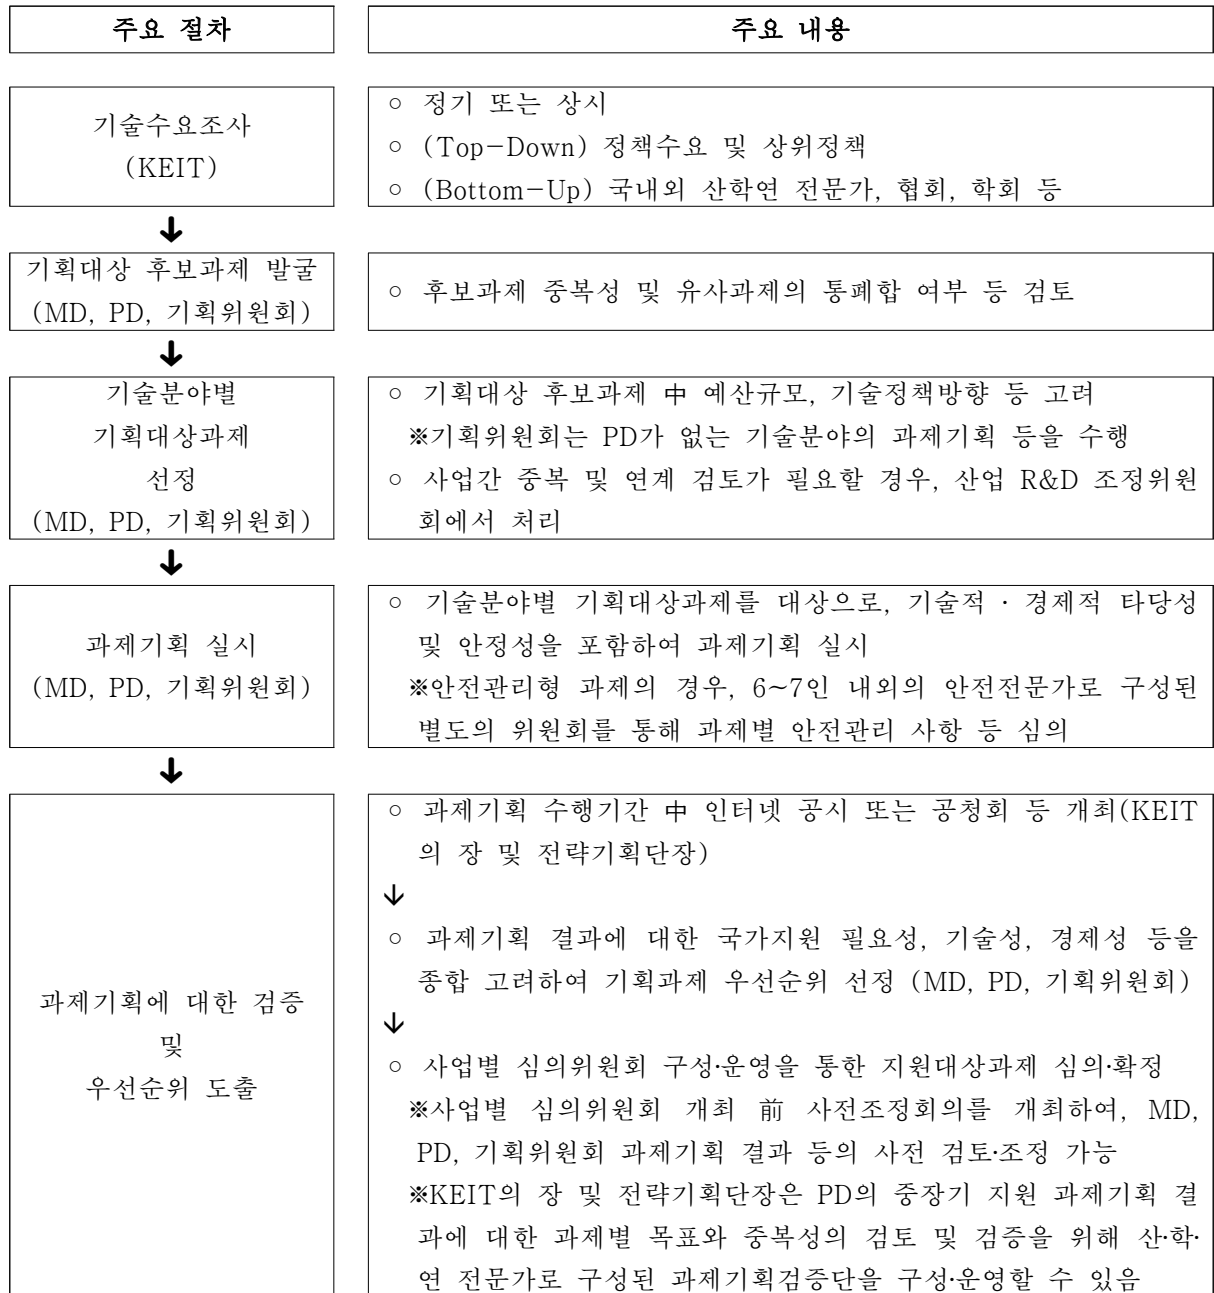 주요 절차
주요 내용
기술수요조사
(KEIT)
○ 정기 또는 상시
○ (Top-Down) 정책수요 및 상위정책
○ (Bottom-Up) 국내외 산학연 전문가, 협회, 학회 등
↓
기획대상 후보과제 발굴
(MD, PD, 기획위원회)
○ 후보과제 중복성 및 유사과제의 통폐합 여부 등 검토
↓
기술분야별
기획대상과제
선정
(MD, PD, 기획위원회)
○ 기획대상 후보과제 中 예산규모, 기술정책방향 등 고려
※기획위원회는 PD가 없는 기술분야의 과제기획 등을 수행
○ 사업간 중복 및 연계 검토가 필요할 경우, 산업 R&D 조정위원
회에서 처리
↓
과제기획 실시
(MD, PD, 기획위원회)
○ 기술분야별 기획대상과제를 대상으로, 기술적 · 경제적 타당성
및 안정성을 포함하여 과제기획 실시
※안전관리형 과제의 경우, 6~7인 내외의 안전전문가로 구성된
별도의 위원회를 통해 과제별 안전관리 사항 등 심의
↓
과제기획에 대한 검증
및
우선순위 도출
○ 과제기획 수행기간 中 인터넷 공시 또는 공청회 등 개최(KEIT
의 장 및 전략기획단장)
↓
○ 과제기획 결과에 대한 국가지원 필요성, 기술성, 경제성 등을
종합 고려하여 기획과제 우선순위 선정 (MD, PD, 기획위원회)
↓
○ 사업별 심의위원회 구성·운영을 통한 지원대상과제 심의·확정
※사업별 심의위원회 개최 前 사전조정회의를 개최하여, MD,
PD, 기획위원회 과제기획 결과 등의 사전 검토·조정 가능
※KEIT의 장 및 전략기획단장은 PD의 중장기 지원 과제기획 결
과에 대한 과제별 목표와 중복성의 검토 및 검증을 위해 산·학·
연 전문가로 구성된 과제기획검증단을 구성·운영할 수 있음